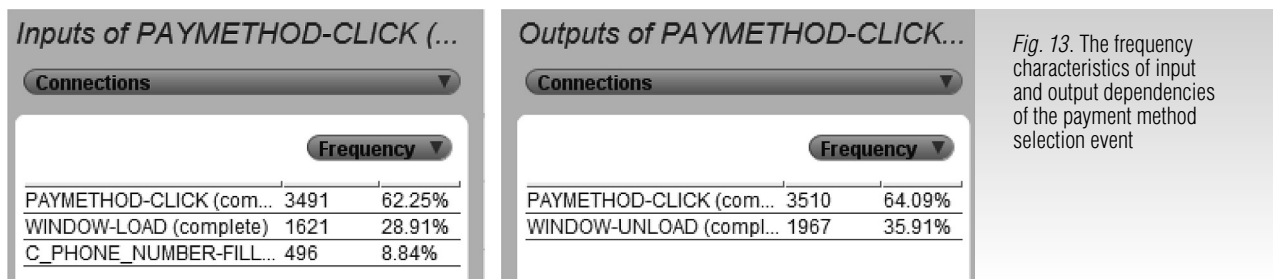 Inputs of PAYMETHOD-CLICK (...
Connections
Frequency
PAYMETHOD-CLICK (com... 3491 62.25%
WINDOW-LOAD (complete) 1621 28.91%
C_PHONE_NUMBER-FILL... 496 8.84%
Outputs of PAYMETHOD-CLICK...
Connections
Frequency
PAYMETHOD-CLICK (com... 3510 64.09%
WINDOW-UNLOAD (compl... 1967 35.91%
Fig. 13. The frequency
characteristics of input
and output dependencies
of the payment method
selection event